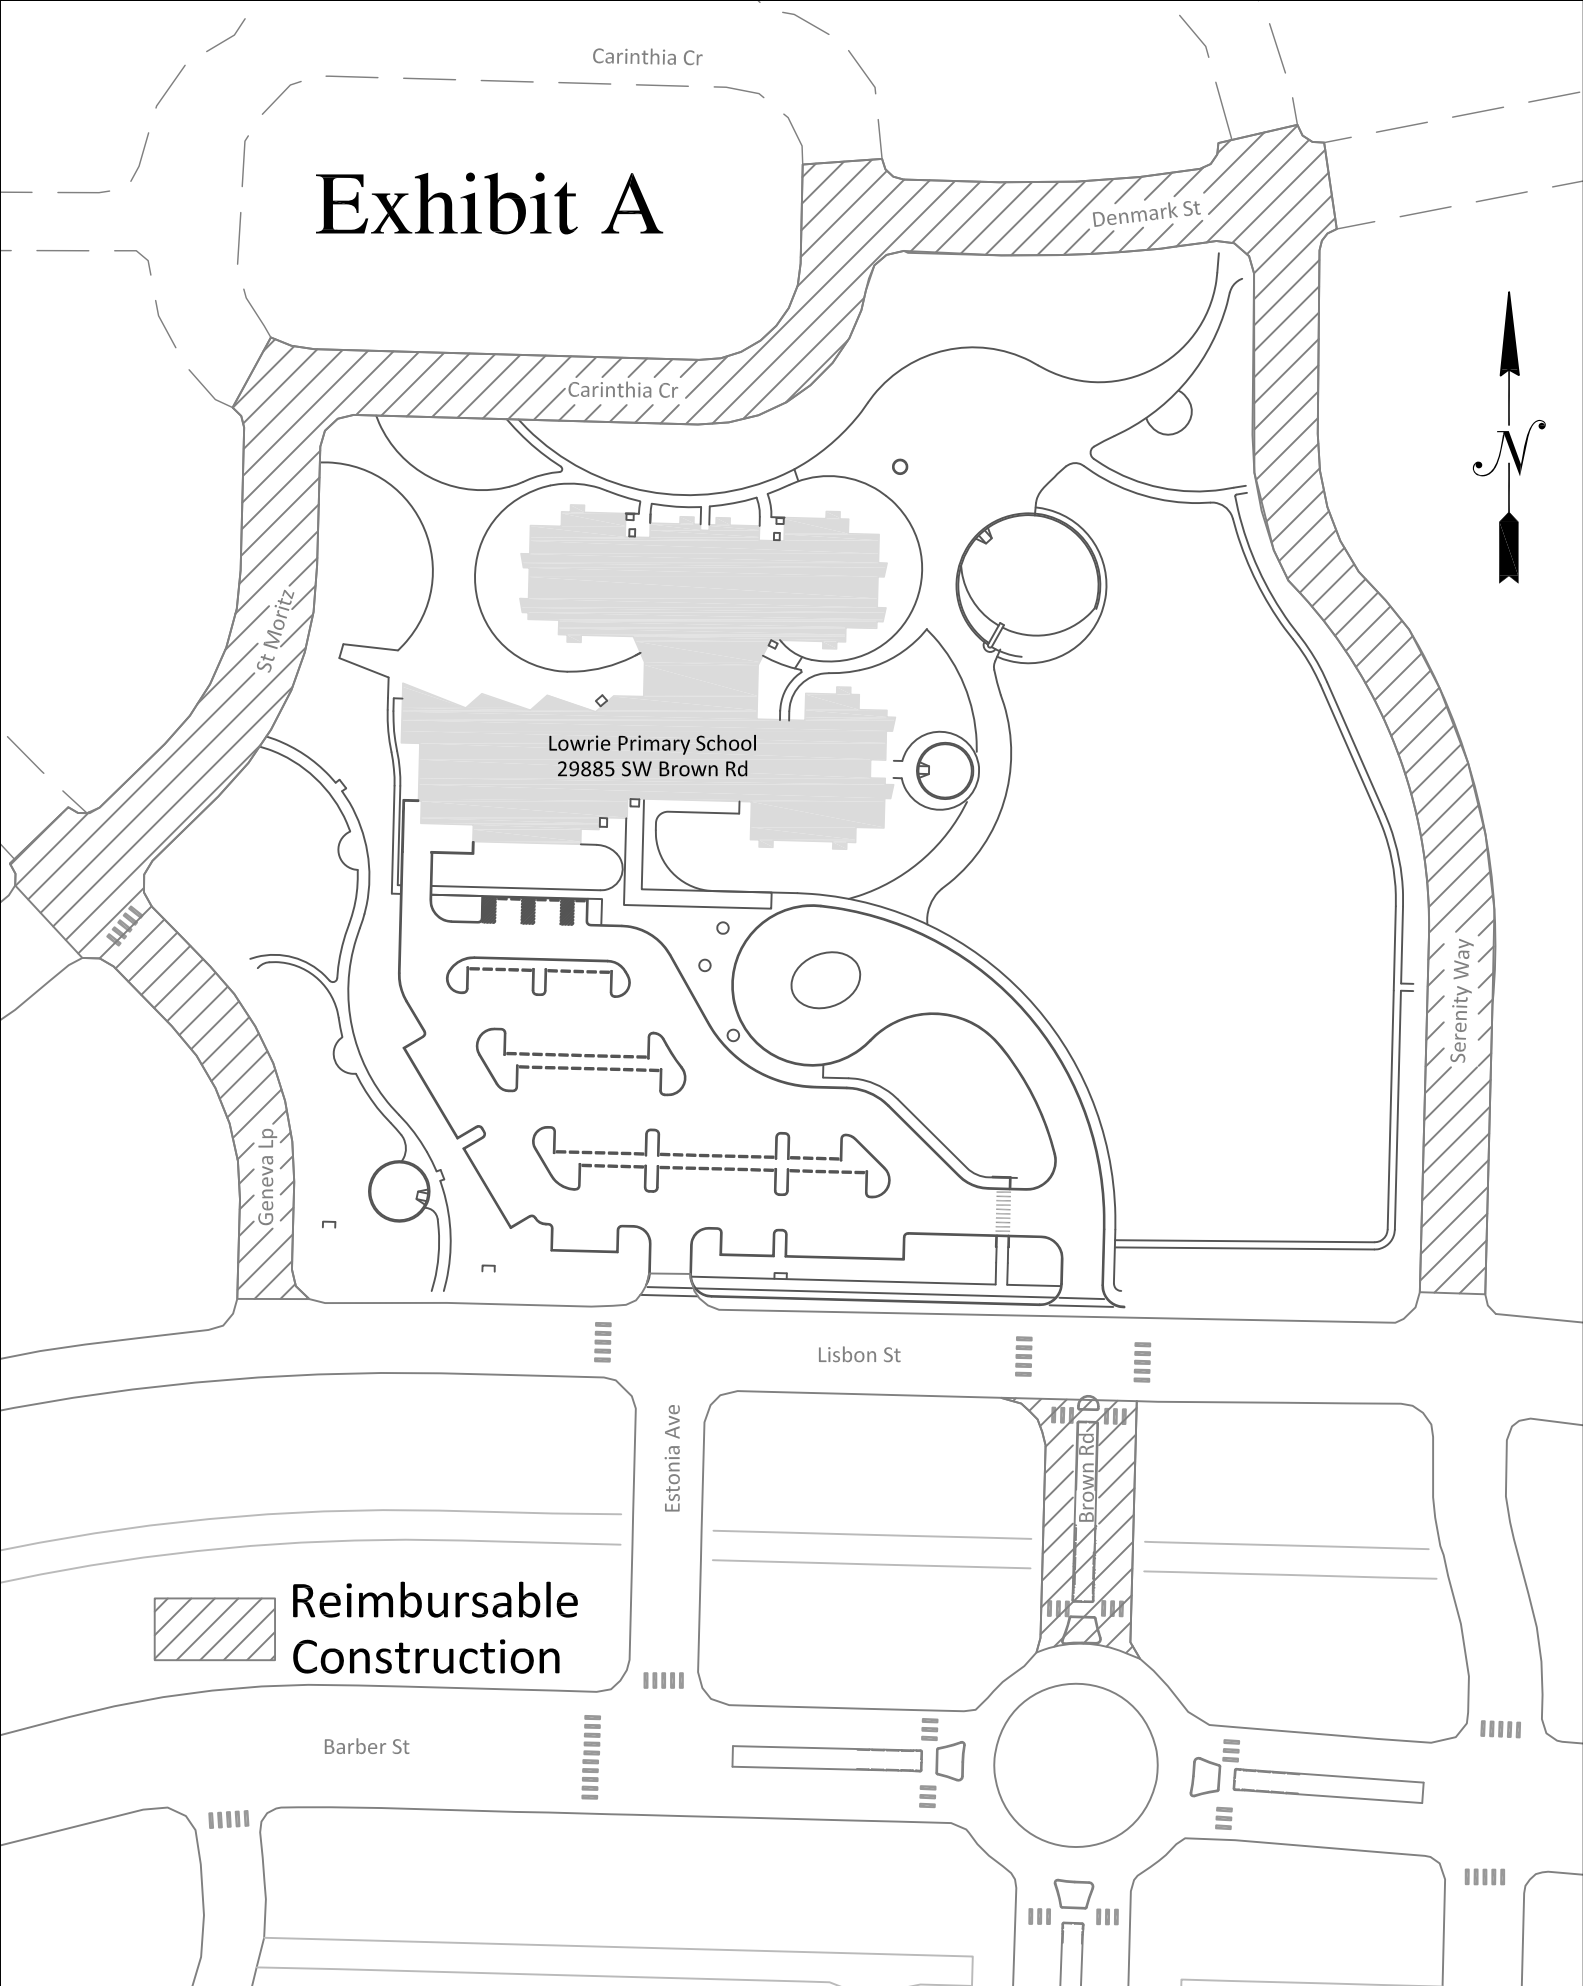 Carinthia Cr
Exhibit A
Denmark St
Carinthia Cr
N
St Moritz
Lowrie Primary School
29885 SW Brown Rd
Serenity Way
Geneva Lp
Lisbon St
Estonia Ave
Brown Rd
Reimbursable
Construction
Barber St